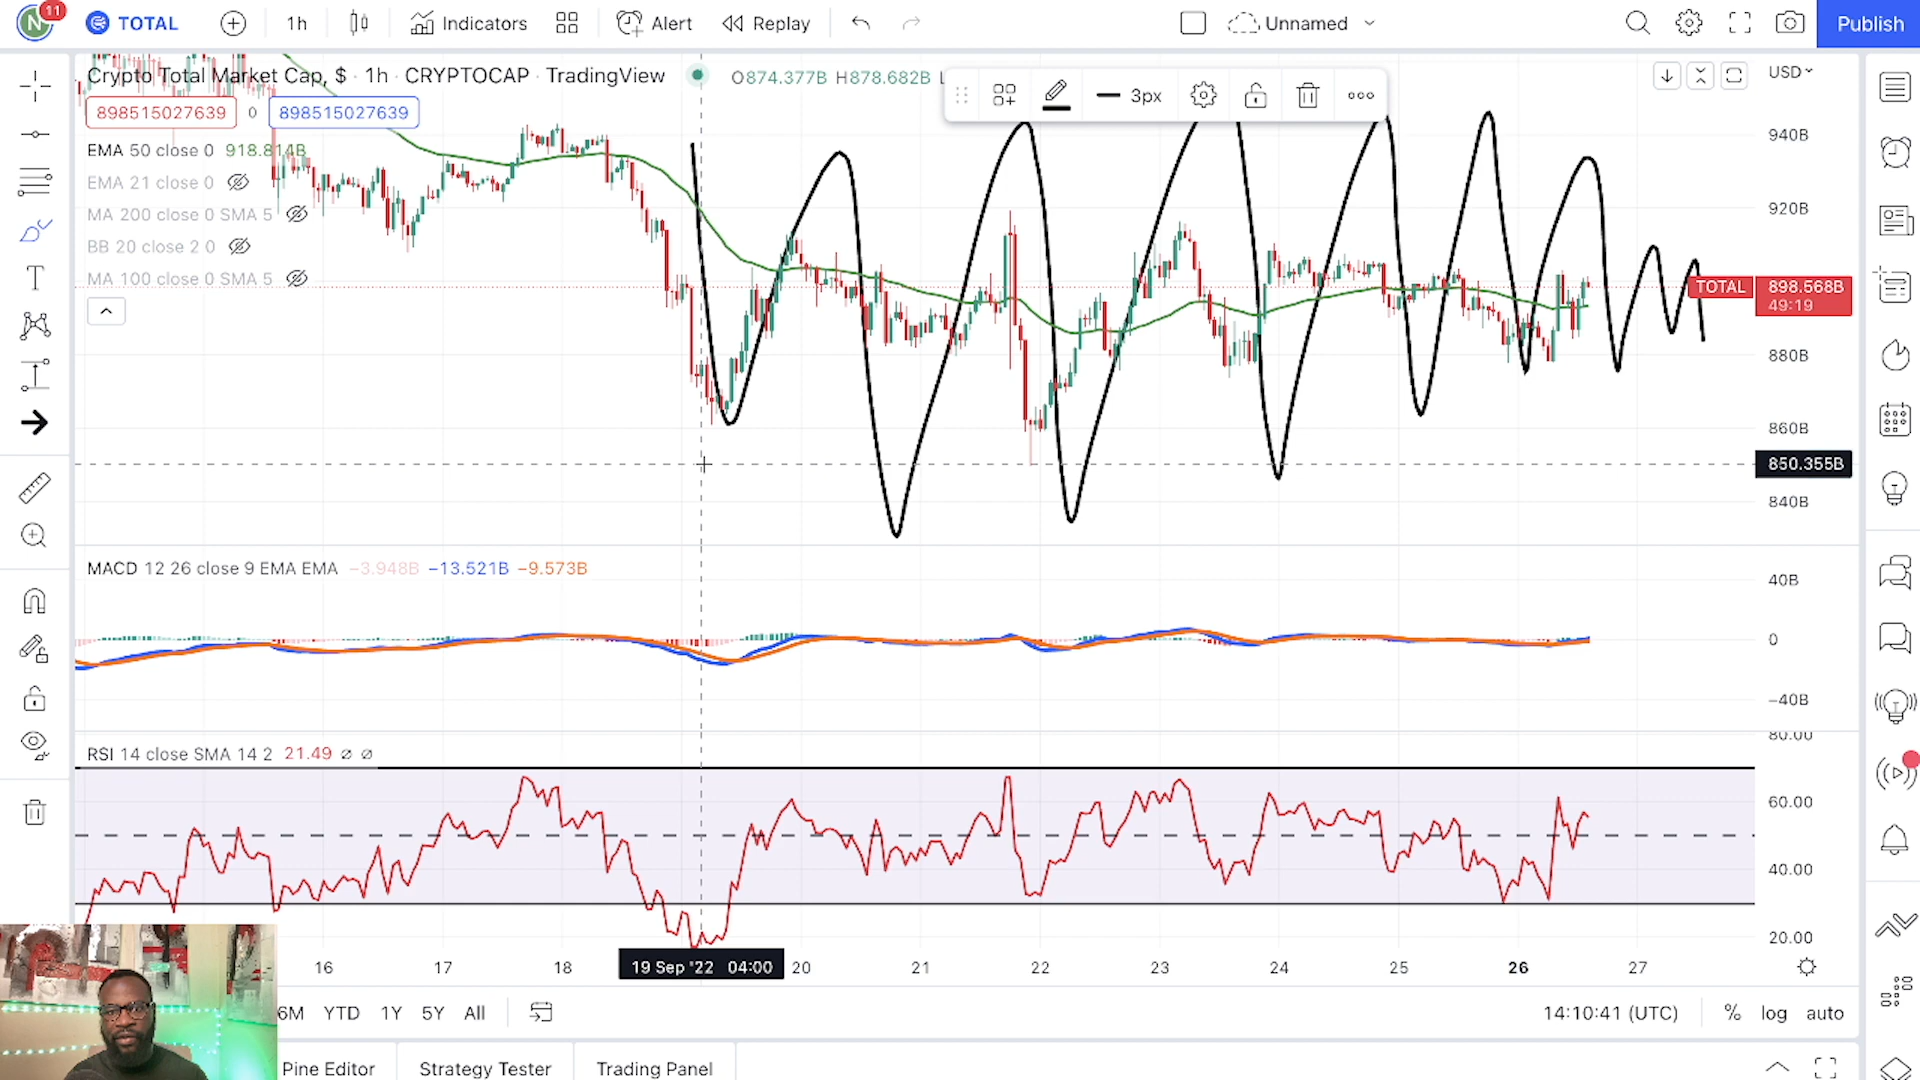 N 11 TOTAL 1h Indicators Alert Replay Unnamed Publish
Crypto Total Market Cap, $ · 1h · CRYPTOCAP · TradingView O874.377B H878.682B L 3px USD
898515027639 0 898515027639
EMA 50 close 0 918.814B
EMA 21 close 0
MA 200 close 0 SMA 5
BB 20 close 2 0
MA 100 close 0 SMA 5
940B
920B
TOTAL 898.568B
49:19
880B
860B
850.355B
840B
MACD 12 26 close 9 EMA EMA −3.948B −13.521B −9.573B
40B
0
−40B
80.00
RSI 14 close SMA 14 2 21.49 ∅ ∅
60.00
40.00
20.00
16 17 18 19 Sep '22 04:00 20 21 22 23 24 25 26 27
6M YTD 1Y 5Y All 14:10:41 (UTC) % log auto
Pine Editor Strategy Tester Trading Panel